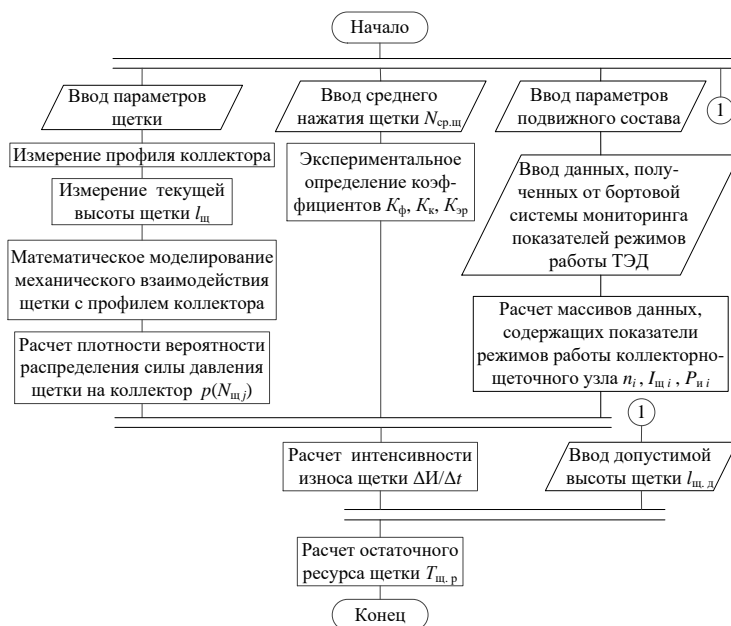 Начало
Ввод параметров
щетки
Измерение профиля коллектора
Измерение текущей
высоты щетки lщ
Математическое моделирование
механического взаимодействия
щетки с профилем коллектора
Расчет плотности вероятности
распределения силы давления
щетки на коллектор p(Nщ j)
Ввод среднего
нажатия щетки Nср.щ
Экспериментальное
определение коэф-
фициентов Kф, Kк, Kэр
Ввод параметров
подвижного состава
Ввод данных, полу-
ченных от бортовой
системы мониторинга
показателей режимов
работы ТЭД
Расчет массивов данных,
содержащих показатели
режимов работы коллекторно-
щеточного узла ni, Iщ i, Pи i
1
1
Расчет интенсивности
износа щетки ΔИ/Δt
Ввод допустимой
высоты щетки lщ. д
Расчет остаточного
ресурса щетки Tщ. р
Конец